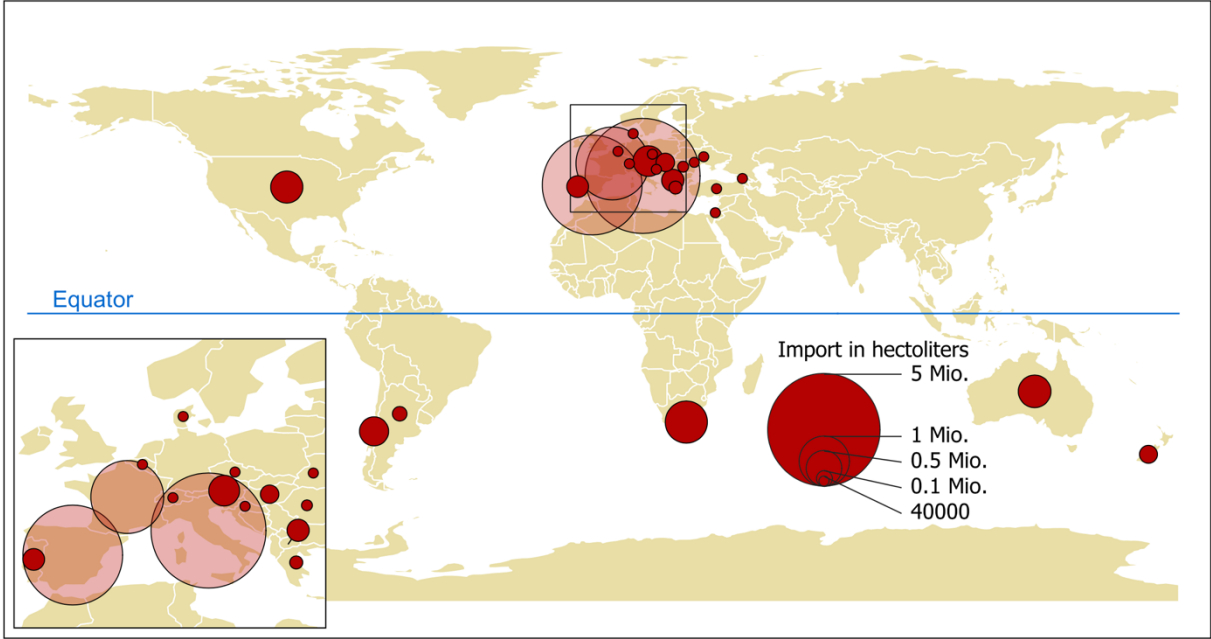 Equator
Import in hectoliters
5 Mio.
1 Mio.
0.5 Mio.
0.1 Mio.
40000